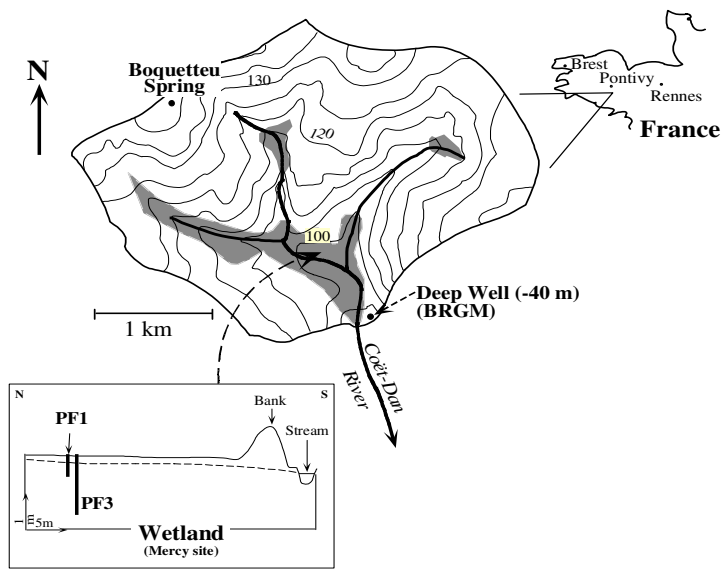 Brest
Pontivy
Rennes
France
N
Boquetteu
Spring
130
120
100
1 km
Deep Well (-40 m)
(BRGM)
Coët-Dan
River
N
S
PF1
Bank
Stream
PF3
1 m
5m
Wetland
(Mercy site)